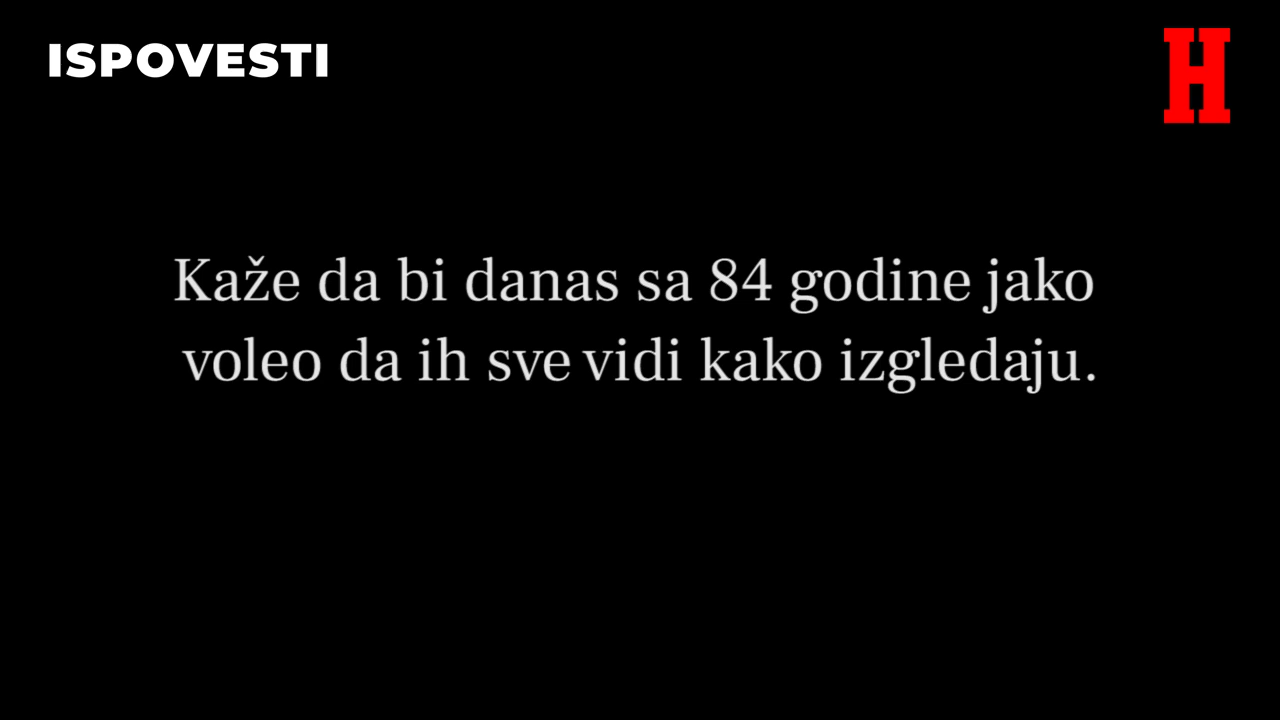 ISPOVESTI
H
Kaže da bi danas sa 84 godine jako
voleo da ih sve vidi kako izgledaju.